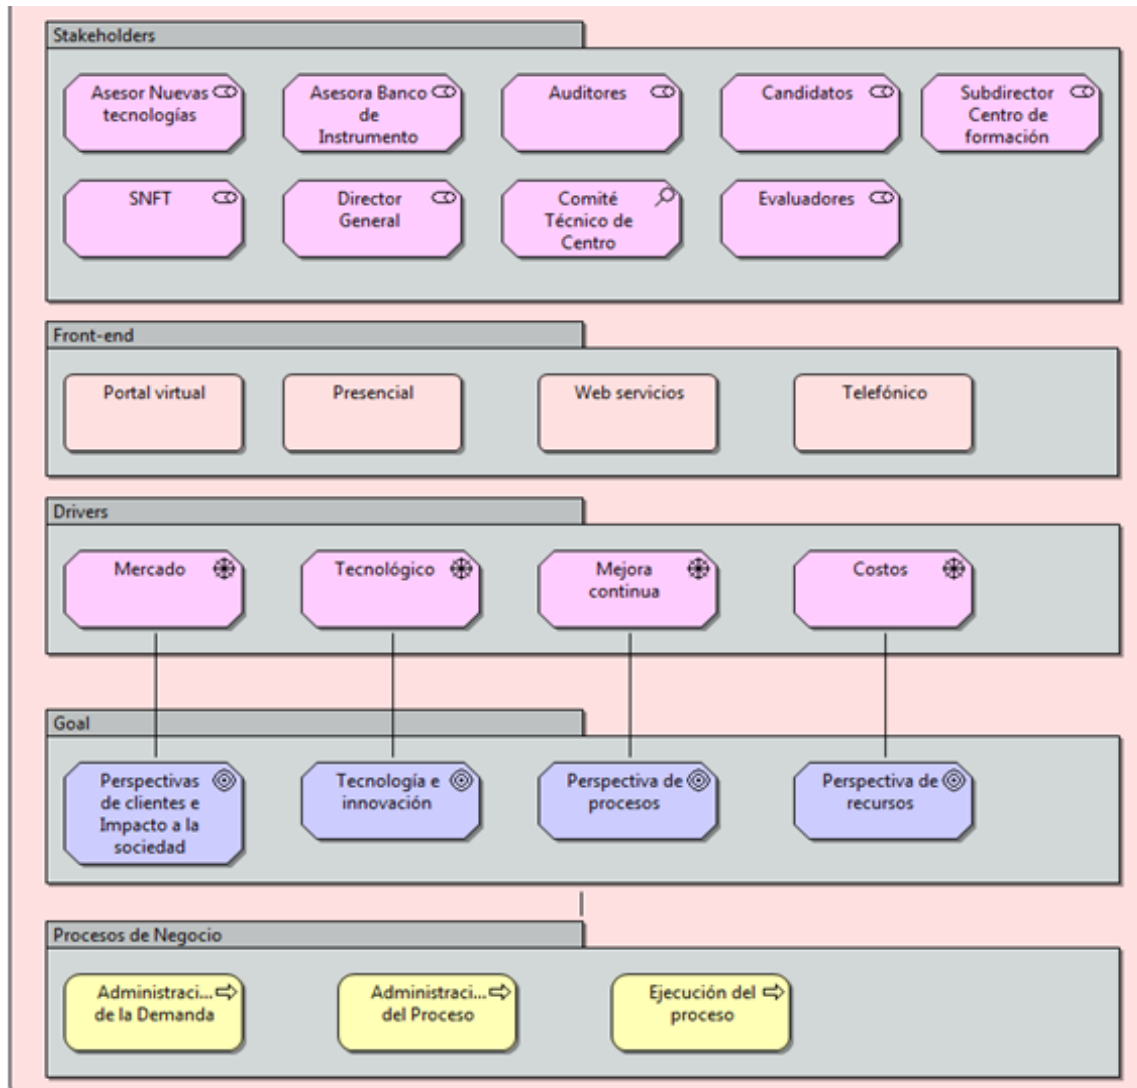 Stakeholders
Asesor Nuevas
tecnologías
Asesora Banco
de
Instrumento
Auditores
Candidatos
Subdirector
Centro de
formación
SNFT
Director
General
Comité
Técnico de
Centro
Evaluadores
Front-end
Portal virtual
Presencial
Web servicios
Telefónico
Drivers
Mercado
Tecnológico
Mejora
continua
Costos
Goal
Perspectivas
de clientes e
Impacto a la
sociedad
Tecnología e
innovación
Perspectiva de
procesos
Perspectiva de
recursos
Procesos de Negocio
Administraci...
de la Demanda
Administraci...
del Proceso
Ejecución del
proceso